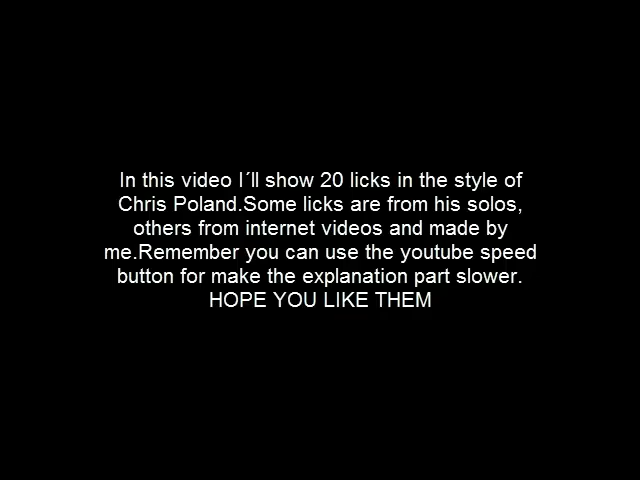 In this video I´ll show 20 licks in the style of
Chris Poland.Some licks are from his solos,
others from internet videos and made by
me.Remember you can use the youtube speed
button for make the explanation part slower.
HOPE YOU LIKE THEM